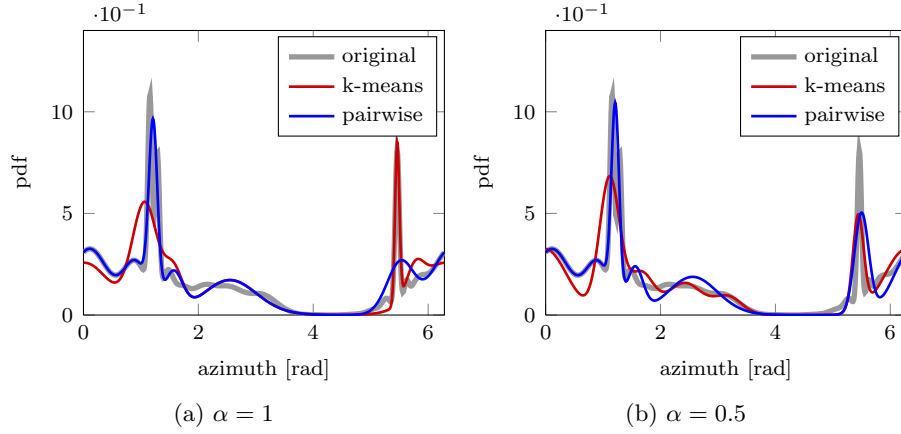 ·10⁻¹
original
k-means
pairwise
10
5
0
pdf
0 2 4 6
azimuth [rad]
(a) α = 1
·10⁻¹
original
k-means
pairwise
10
5
0
pdf
0 2 4 6
azimuth [rad]
(b) α = 0.5